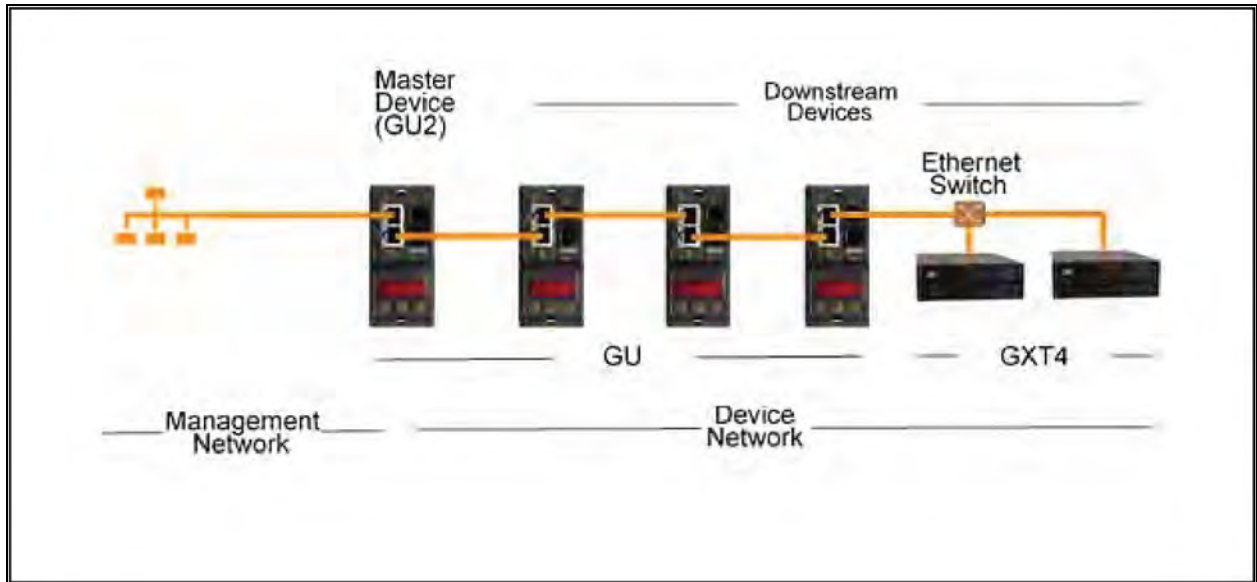 Master
Device
(GU2)
Downstream
Devices
Ethernet
Switch
GU
GXT4
Management
Network
Device
Network